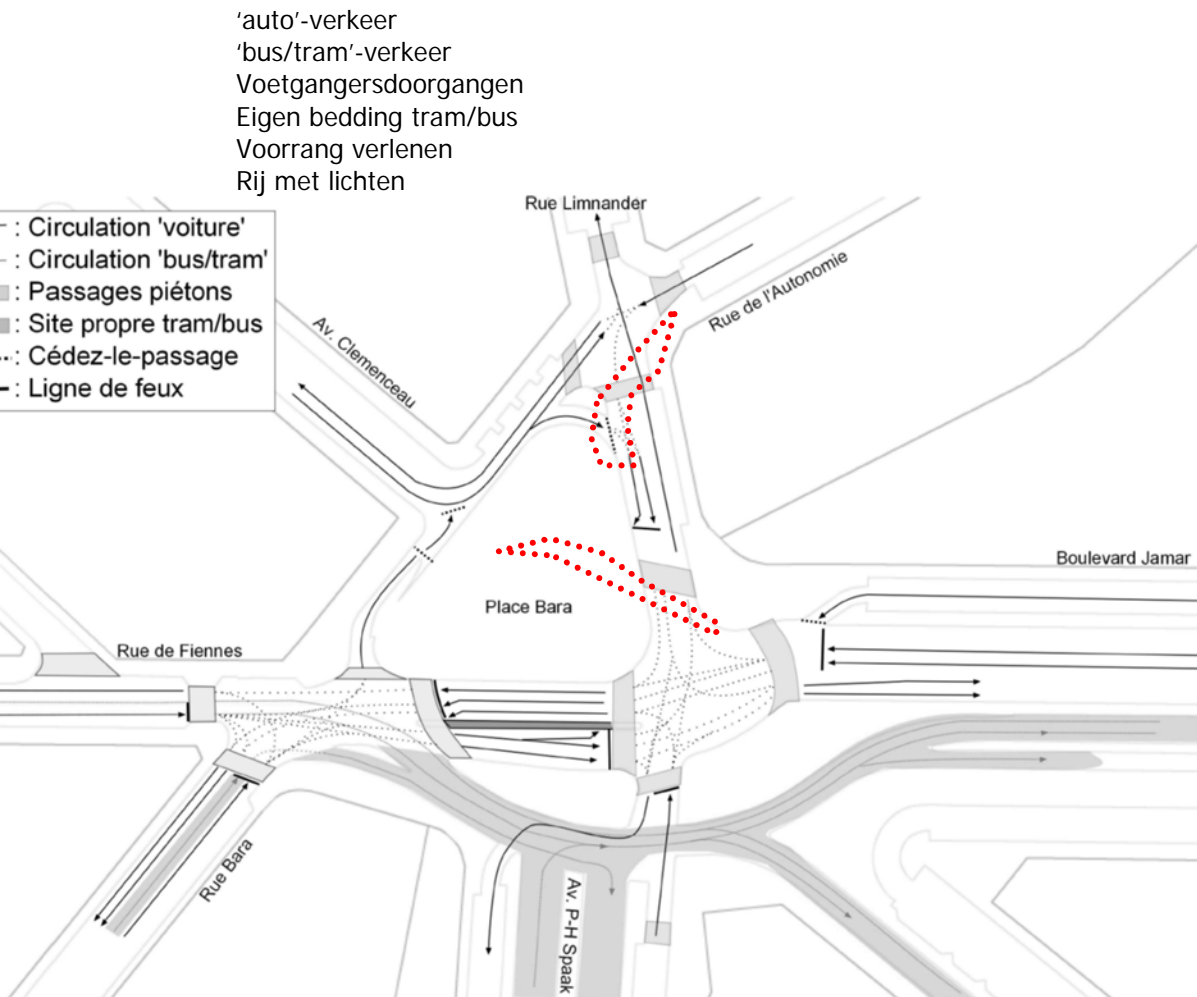 ‘auto’-verkeer
‘bus/tram’-verkeer
Voetgangersdoorgangen
Eigen bedding tram/bus
Voorrang verlenen
Rij met lichten
: Circulation 'voiture'
: Circulation 'bus/tram'
: Passages piétons
: Site propre tram/bus
: Cédez-le-passage
: Ligne de feux
Rue Limnander
Rue de l'Autonomie
Av. Clemenceau
Boulevard Jamar
Place Bara
Rue de Fiennes
Rue Bara
Av. P-H Spaak